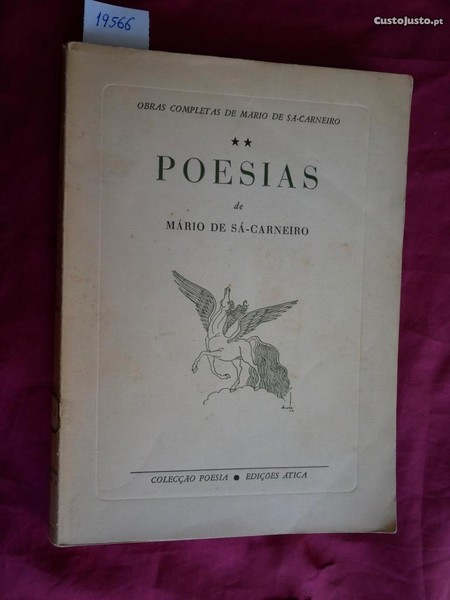 19566
CustoJusto.pt
OBRAS COMPLETAS DE MÁRIO DE SÁ-CARNEIRO
★★
POESIAS
de
MÁRIO DE SÁ-CARNEIRO
COLECÇÃO POESIA ● EDIÇÕES ÁTICA